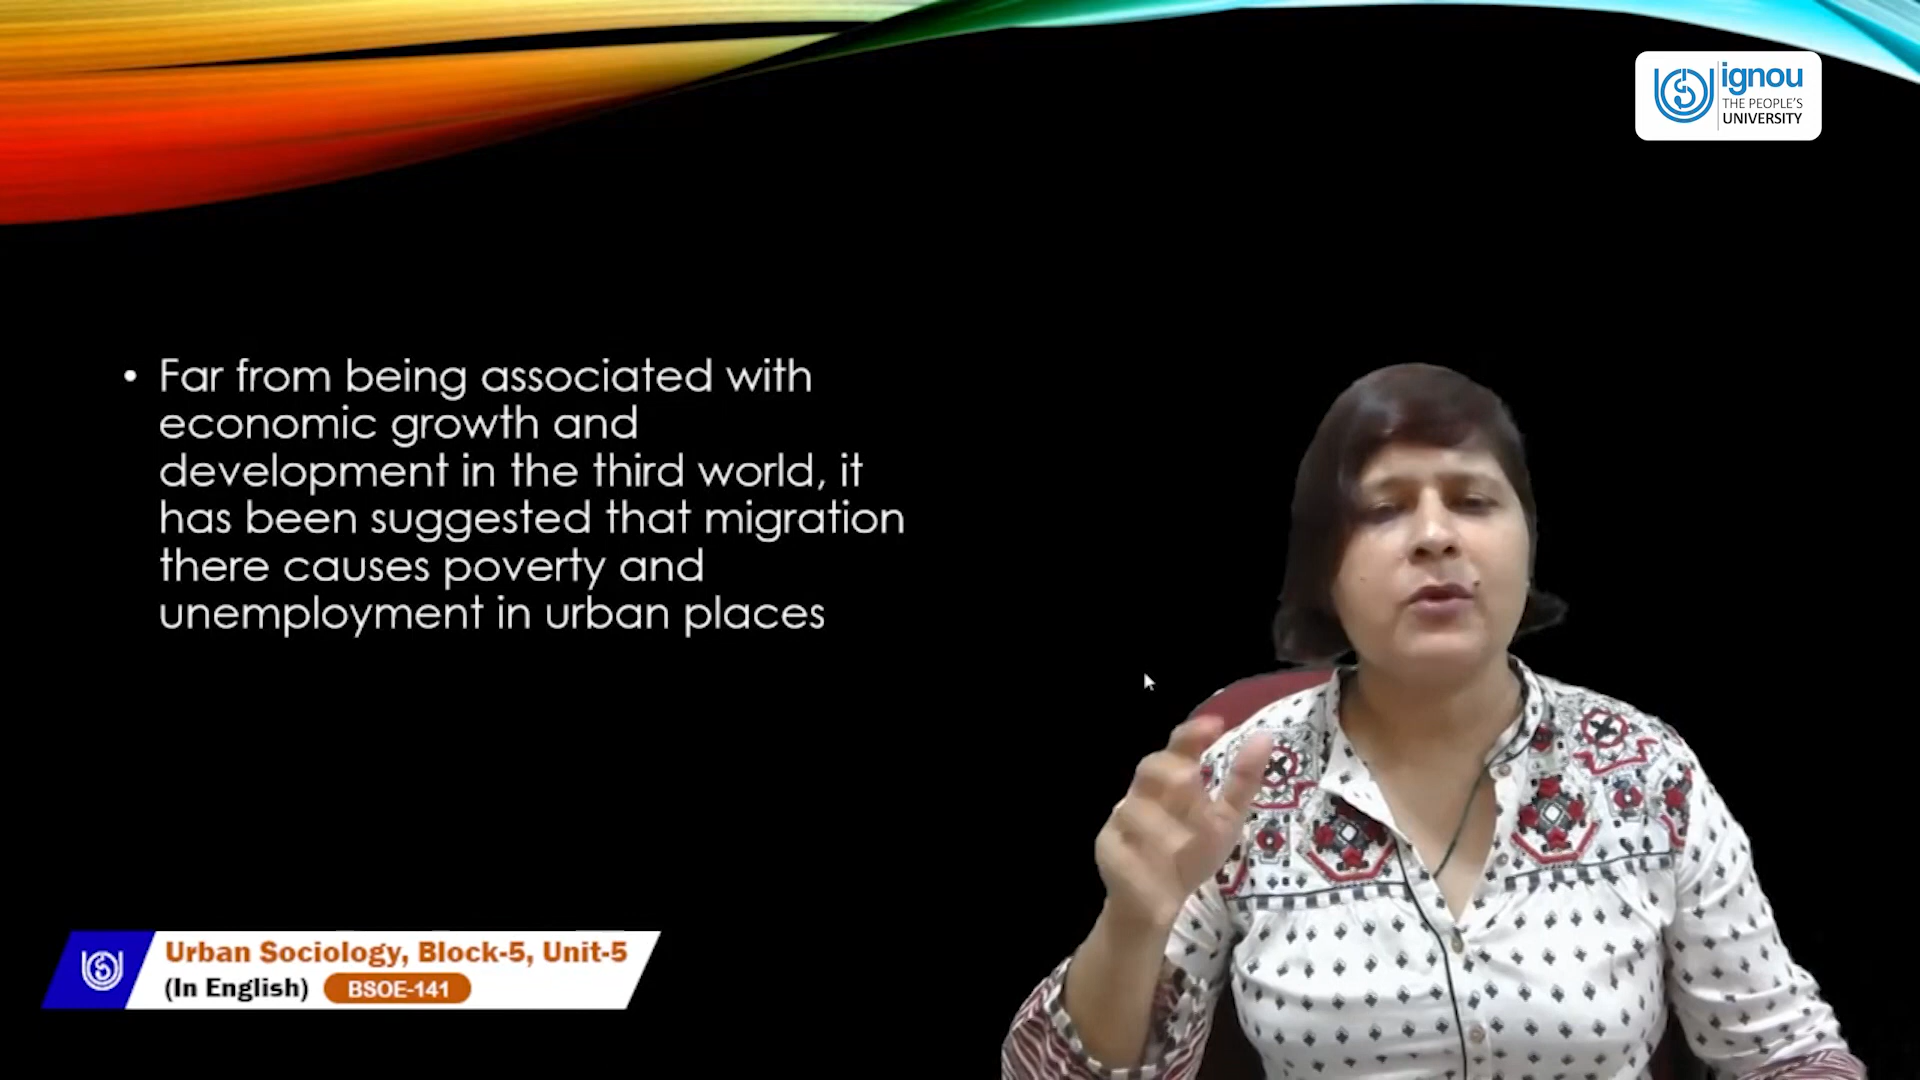 ignou
THE PEOPLE'S
UNIVERSITY
• Far from being associated with
economic growth and
development in the third world, it
has been suggested that migration
there causes poverty and
unemployment in urban places
Urban Sociology, Block-5, Unit-5
(In English) BSOE-141